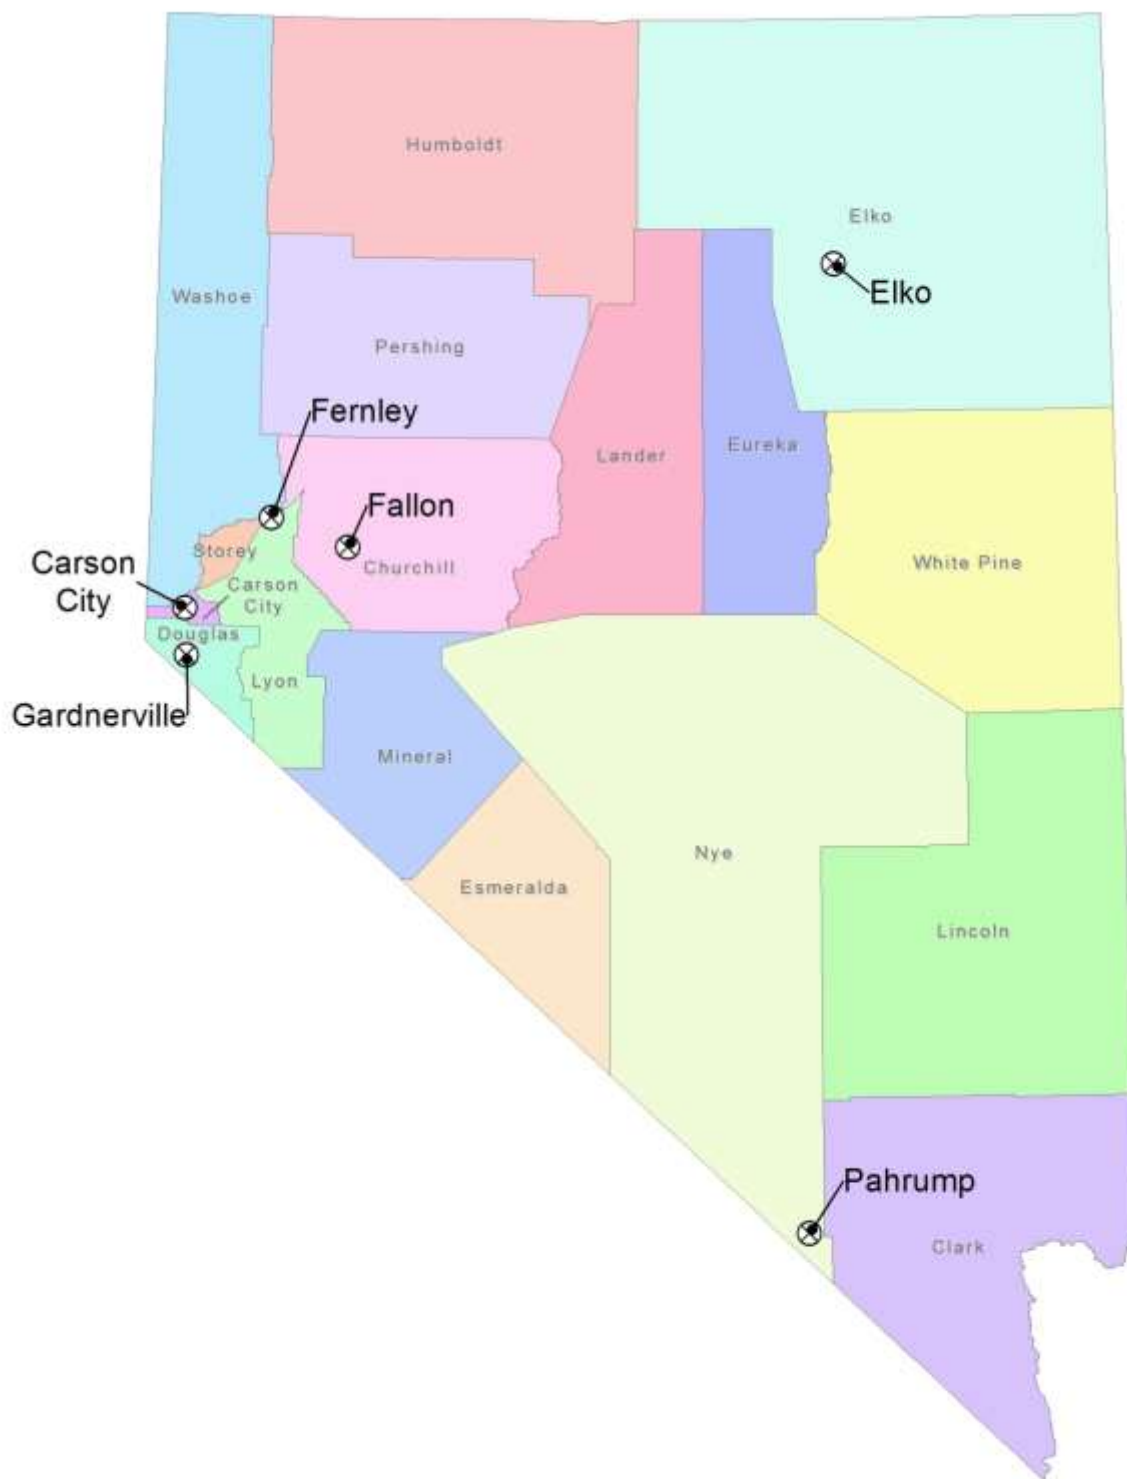 Humboldt
Elko
Elko
Washoe
Pershing
Fernley
Lander
Eureka
Fallon
Storey
Churchill
White Pine
Carson
City
Carson
City
Douglas
Lyon
Gardnerville
Mineral
Nye
Esmeralda
Lincoln
Pahrump
Clark